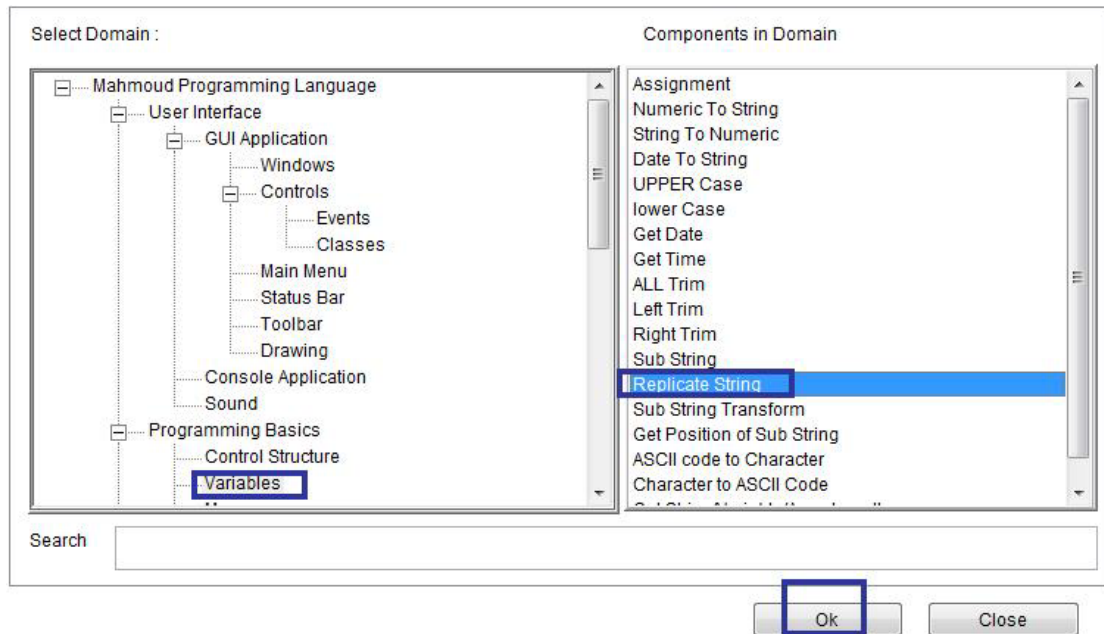 Select Domain :
Components in Domain
Mahmoud Programming Language
User Interface
GUI Application
Windows
Controls
Events
Classes
Main Menu
Status Bar
Toolbar
Drawing
Console Application
Sound
Programming Basics
Control Structure
Variables
Assignment
Numeric To String
String To Numeric
Date To String
UPPER Case
lower Case
Get Date
Get Time
ALL Trim
Left Trim
Right Trim
Sub String
Replicate String
Sub String Transform
Get Position of Sub String
ASCII code to Character
Character to ASCII Code
Search
Ok
Close